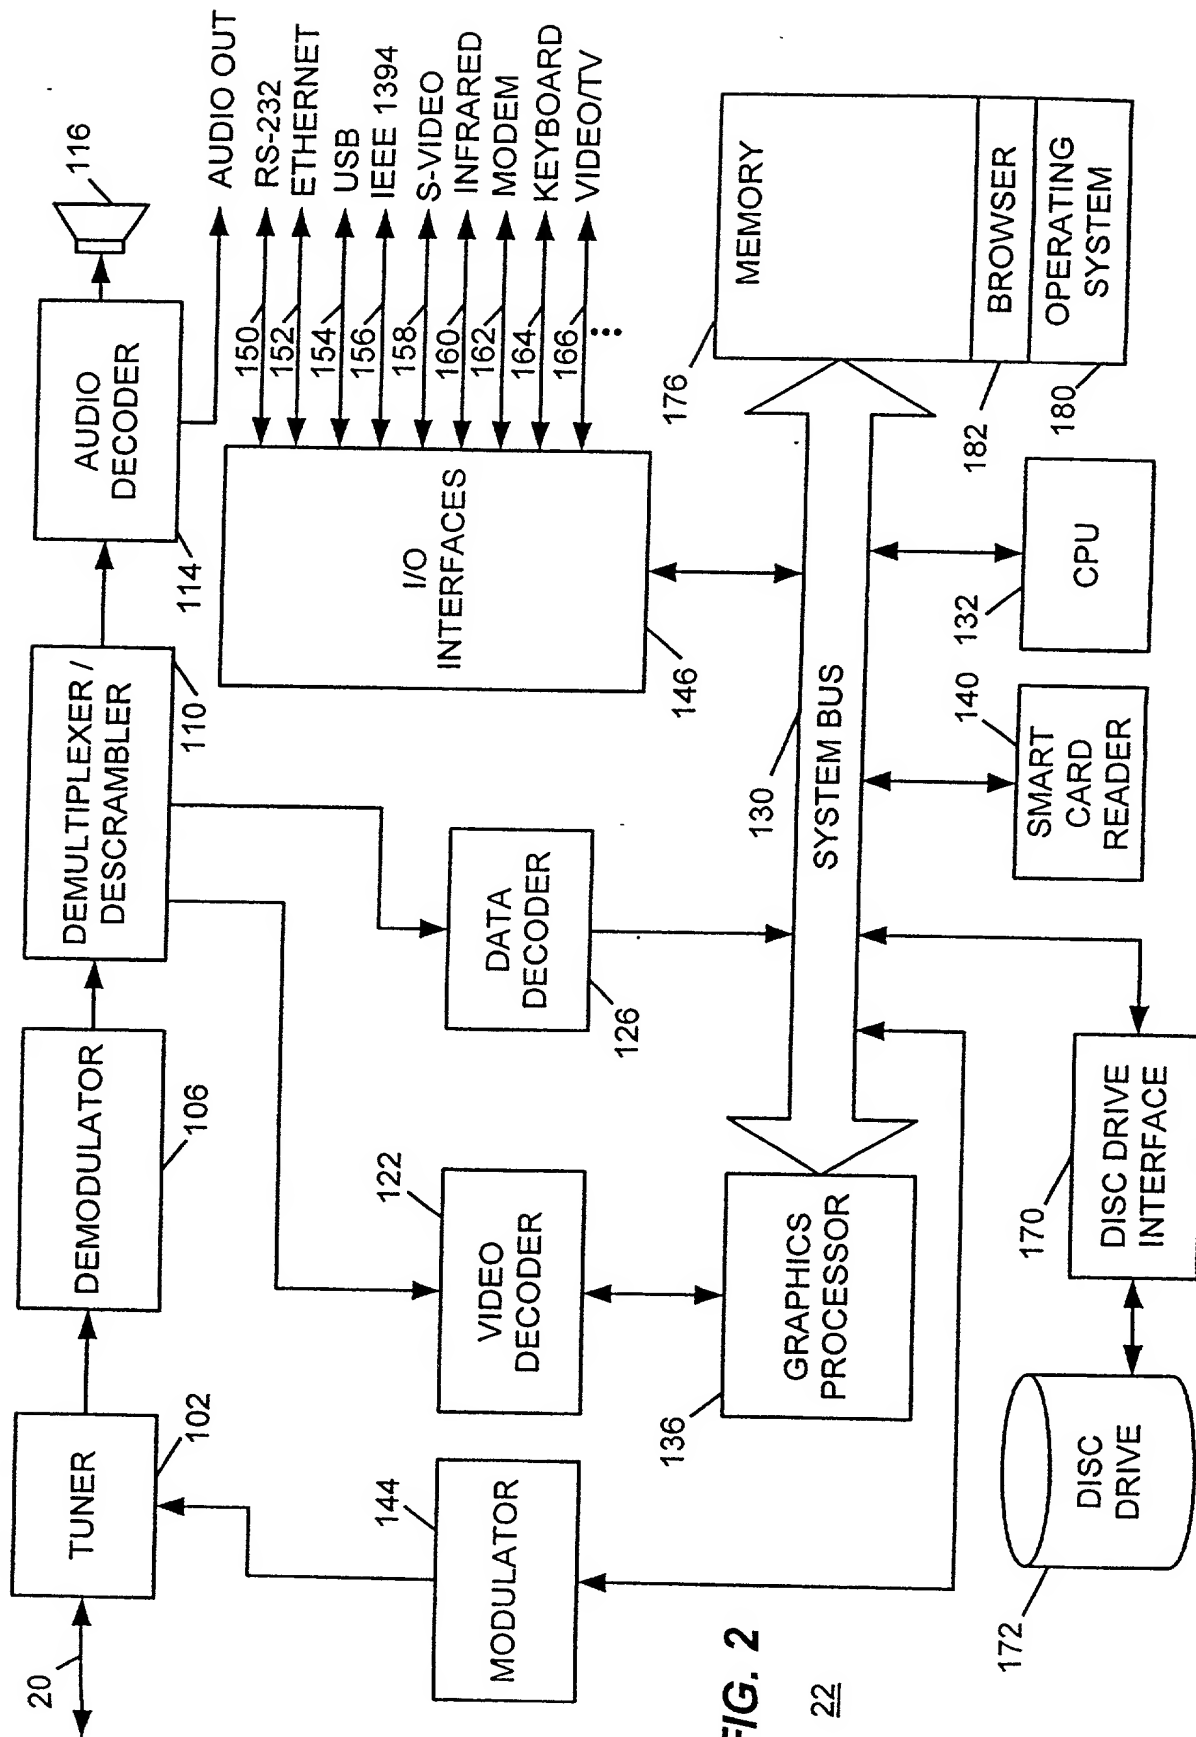 20
TUNER
102
DEMODULATOR
106
DEMULTIPLEXER /
DESCRAMBLER
110
AUDIO
DECODER
114
116
AUDIO OUT
RS-232
ETHERNET
USB
IEEE 1394
S-VIDEO
INFRARED
MODEM
KEYBOARD
VIDEO/TV
150
152
154
156
158
160
162
164
166
I/O
INTERFACES
146
144
MODULATOR
122
VIDEO
DECODER
DATA
DECODER
126
136
GRAPHICS
PROCESSOR
130
SYSTEM BUS
176
MEMORY
BROWSER
182
OPERATING
SYSTEM
180
132
CPU
140
SMART
CARD
READER
170
DISC DRIVE
INTERFACE
172
DISC
DRIVE
FIG. 2
22